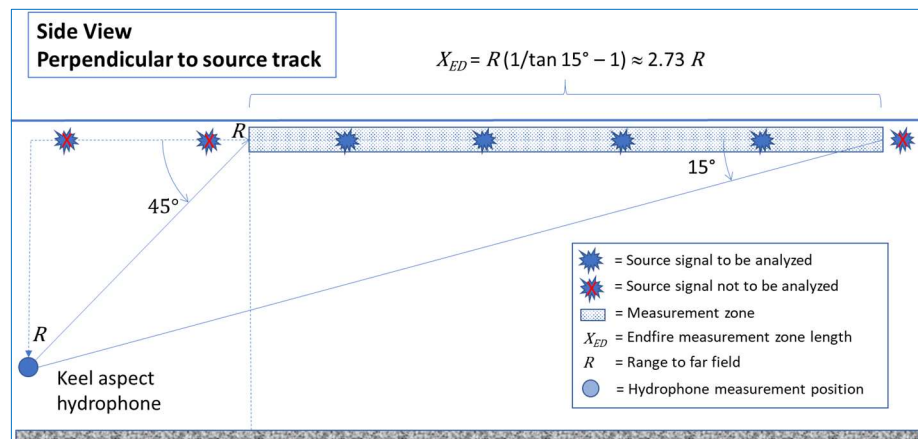 Side View
Perpendicular to source track
X_ED = R (1/tan 15° – 1) ≈ 2.73 R
X X R X
45°
15°
R
Keel aspect
hydrophone
= Source signal to be analyzed
X = Source signal not to be analyzed
= Measurement zone
X_ED = Endfire measurement zone length
R = Range to far field
= Hydrophone measurement position